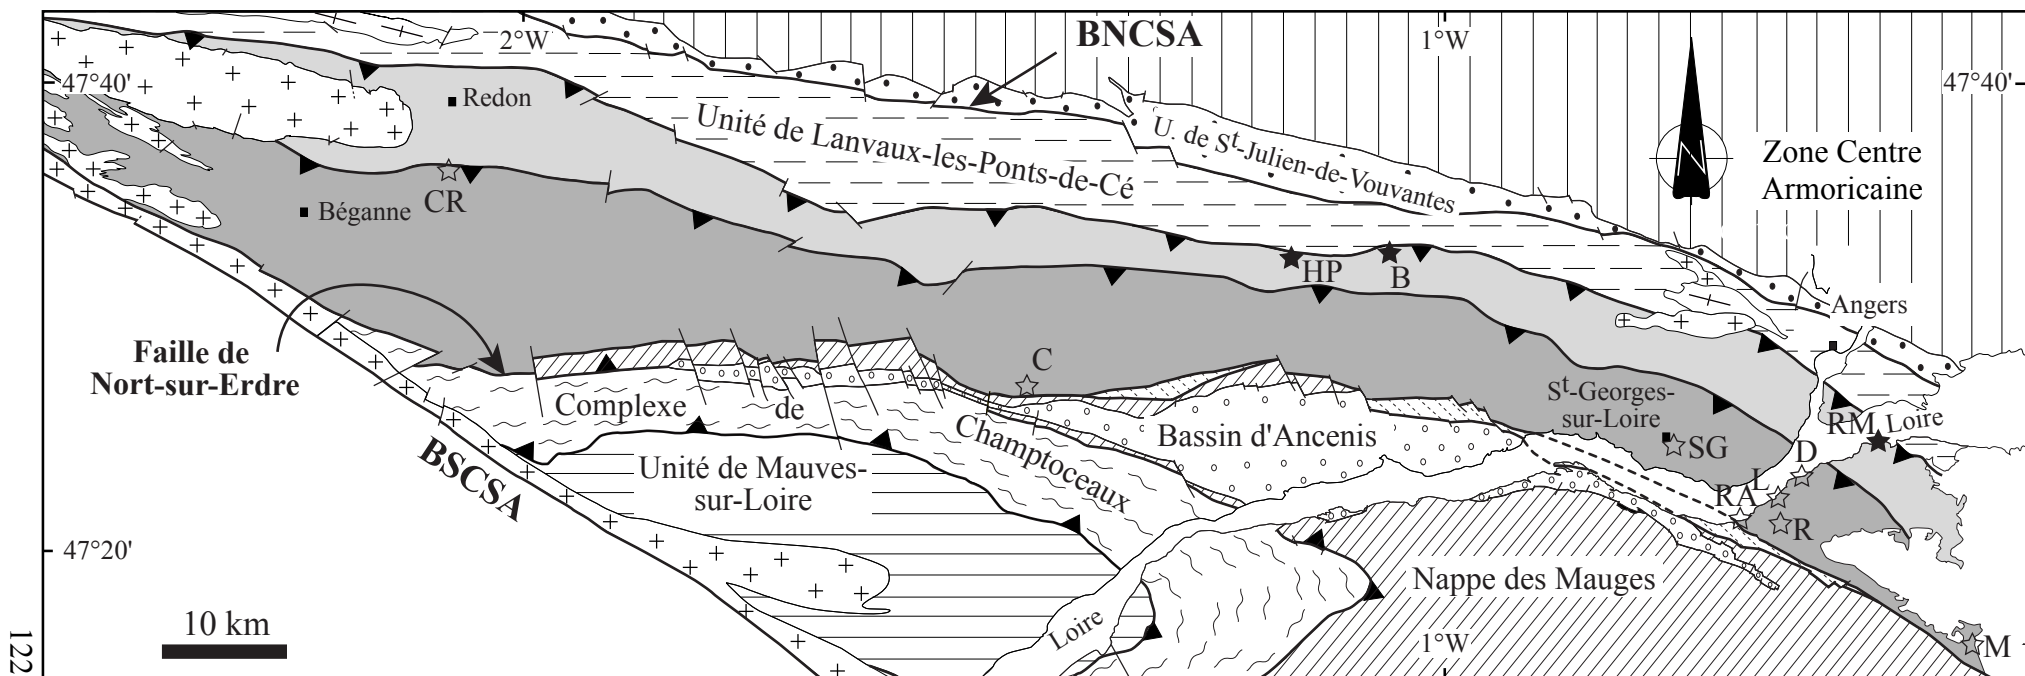 BNCSA
2°W
1°W
47°40'
47°40'
Redon
Unité de Lanvaux-les-Ponts-de-Cé
U. de St-Julien-de-Vouvantes
N
Zone Centre
Armoricaine
CR
Béganne
HP
B
Angers
Faille de
Nort-sur-Erdre
C
St-Georges-
sur-Loire
Complexe
de
Champtoceaux
Bassin d'Ancenis
SG
RM
Loire
D
L
RA
R
BSCSA
Unité de Mauves-
sur-Loire
47°20'
Nappe des Mauges
10 km
Loire
1°W
M
122